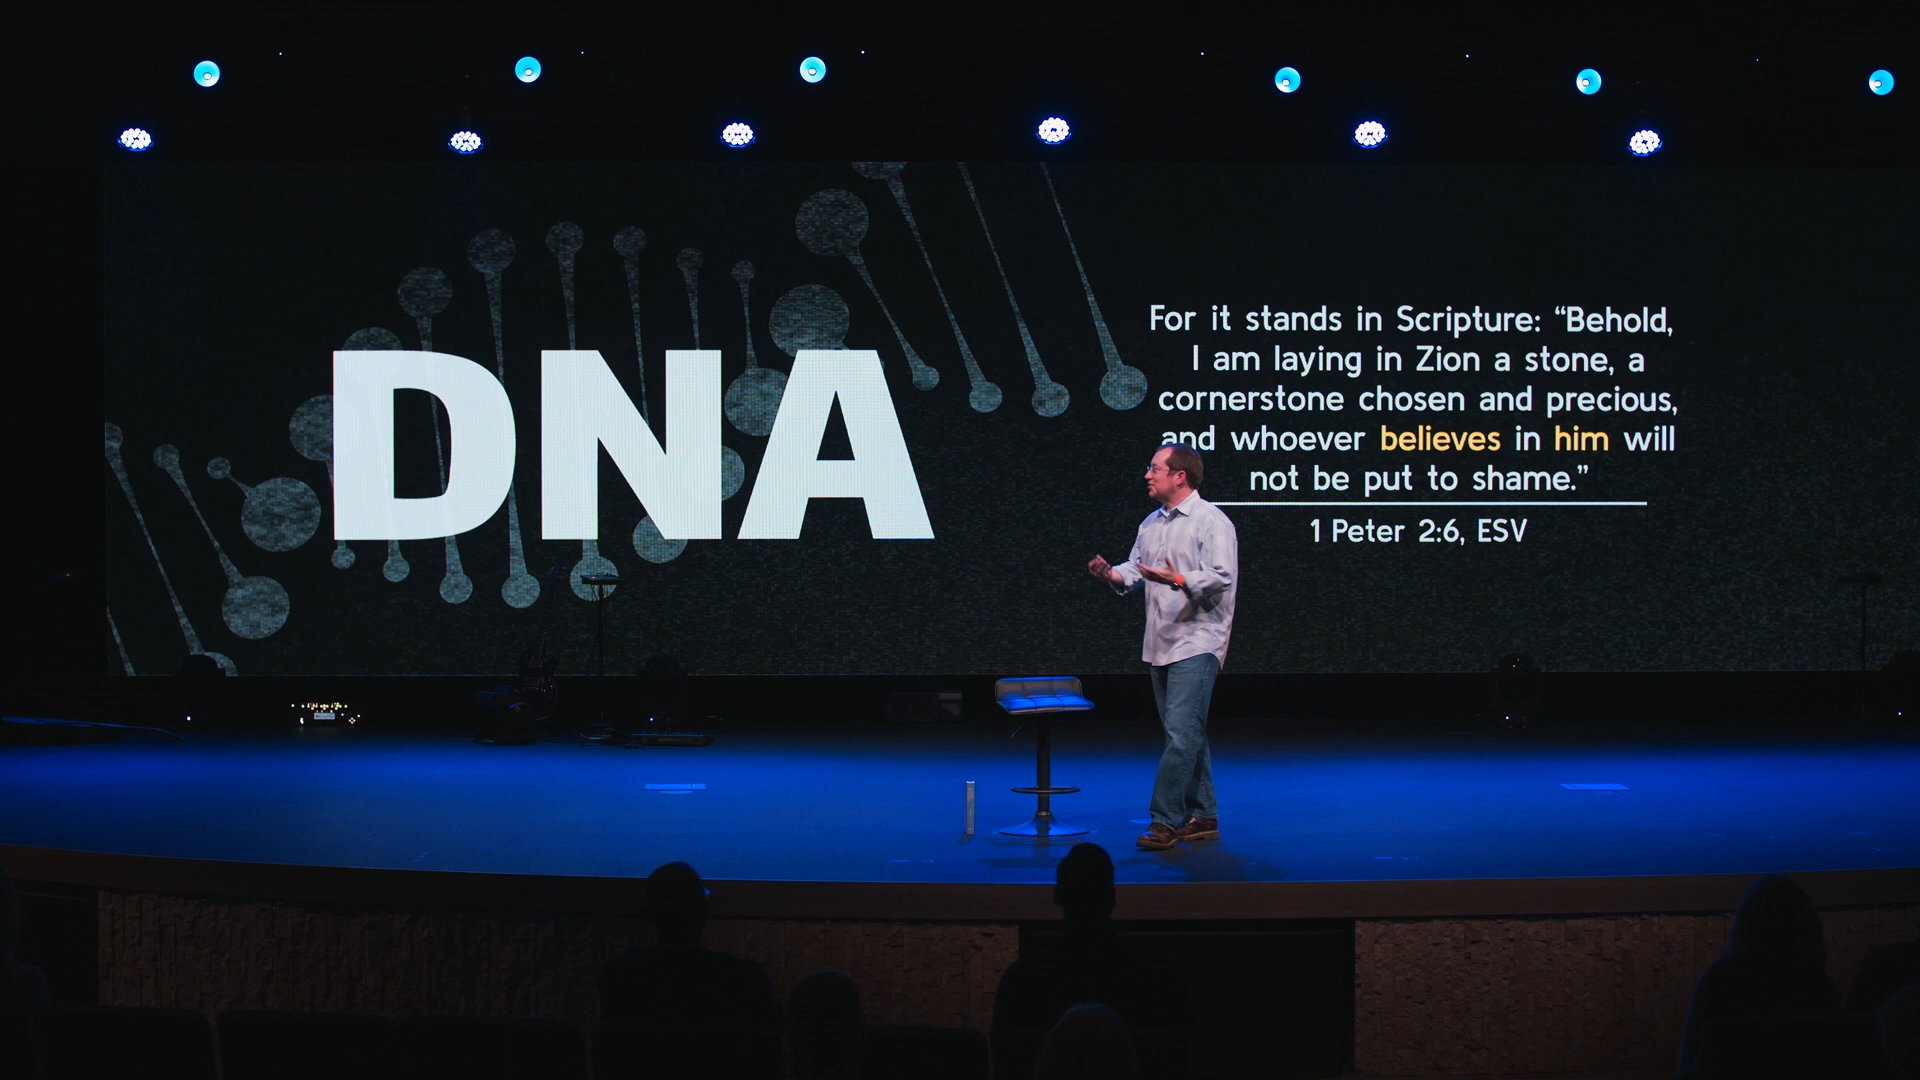 DNA
For it stands in Scripture: “Behold,
I am laying in Zion a stone, a
cornerstone chosen and precious,
and whoever believes in him will
not be put to shame.”
1 Peter 2:6, ESV